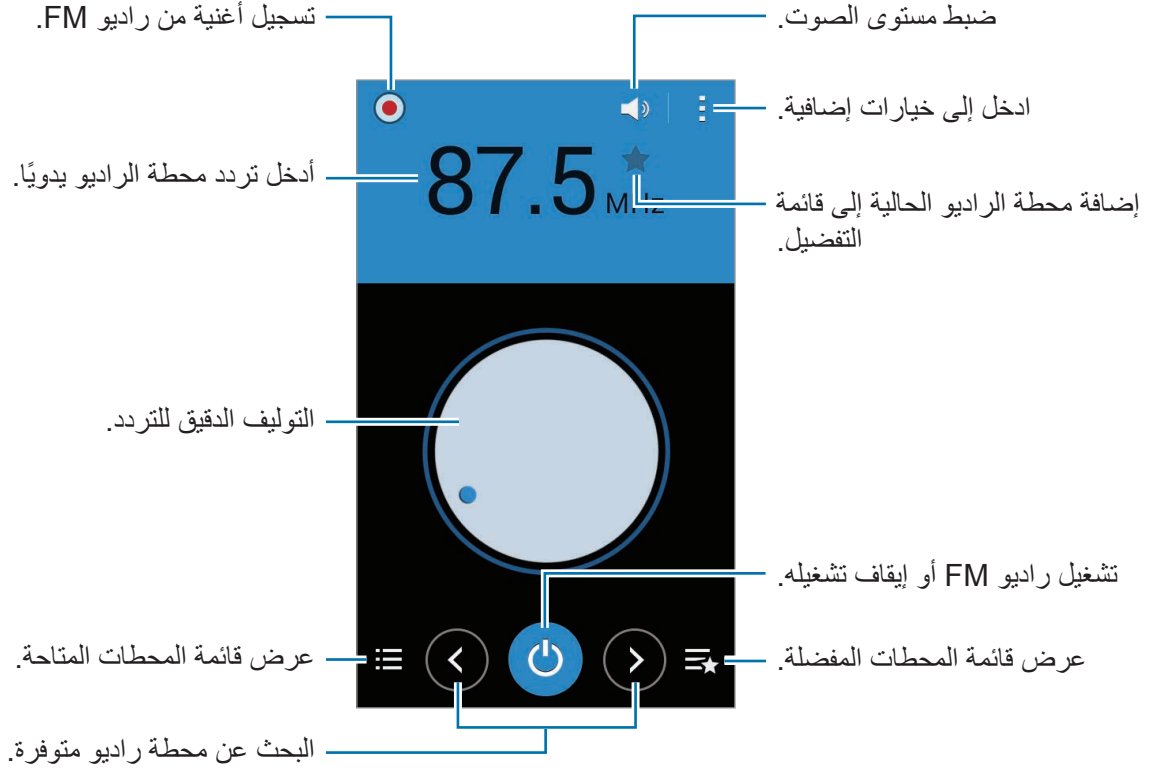 تسجيل أغنية من راديو FM.
ضبط مستوى الصوت.
ادخل إلى خيارات إضافية.
87.5 MHz
أدخل تردد محطة الراديو يدويًا.
إضافة محطة الراديو الحالية إلى قائمة
التفضيل.
التوليف الدقيق للتردد.
تشغيل راديو FM أو إيقاف تشغيله.
عرض قائمة المحطات المتاحة.
عرض قائمة المحطات المفضلة.
البحث عن محطة راديو متوفرة.